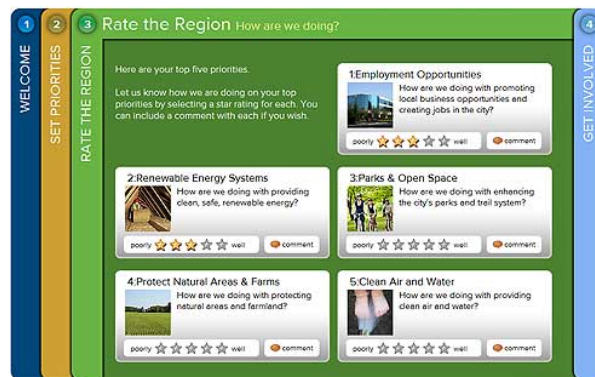 1
WELCOME
2
SET PRIORITIES
3
RATE THE REGION
Rate the Region How are we doing?
Here are your top five priorities.
Let us know how we are doing on your top
priorities by selecting a star rating for each. You
can include a comment with each if you wish.
1:Employment Opportunities
How are we doing with promoting
local business opportunities and
creating jobs in the city?
poorly well comment
2:Renewable Energy Systems
How are we doing with providing
clean, safe, renewable energy?
poorly well comment
3:Parks & Open Space
How are we doing with enhancing
the city's parks and trail system?
poorly well comment
4:Protect Natural Areas & Farms
How are we doing with protecting
natural areas and farmland?
poorly well comment
5:Clean Air and Water
How are we doing with providing
clean air and water?
poorly well comment
4
GET INVOLVED